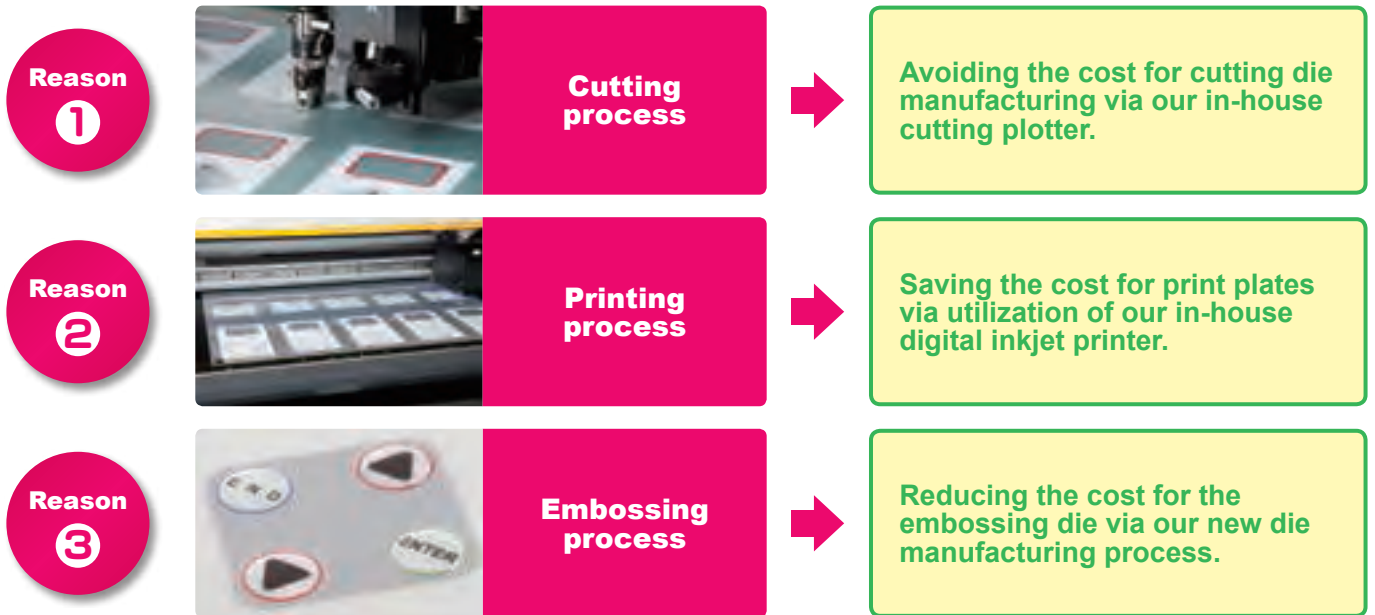 Reason
1
Cutting
process
Avoiding the cost for cutting die
manufacturing via our in-house
cutting plotter.
Reason
2
Printing
process
Saving the cost for print plates
via utilization of our in-house
digital inkjet printer.
Reason
3
END
ENTER
Embossing
process
Reducing the cost for the
embossing die via our new die
manufacturing process.